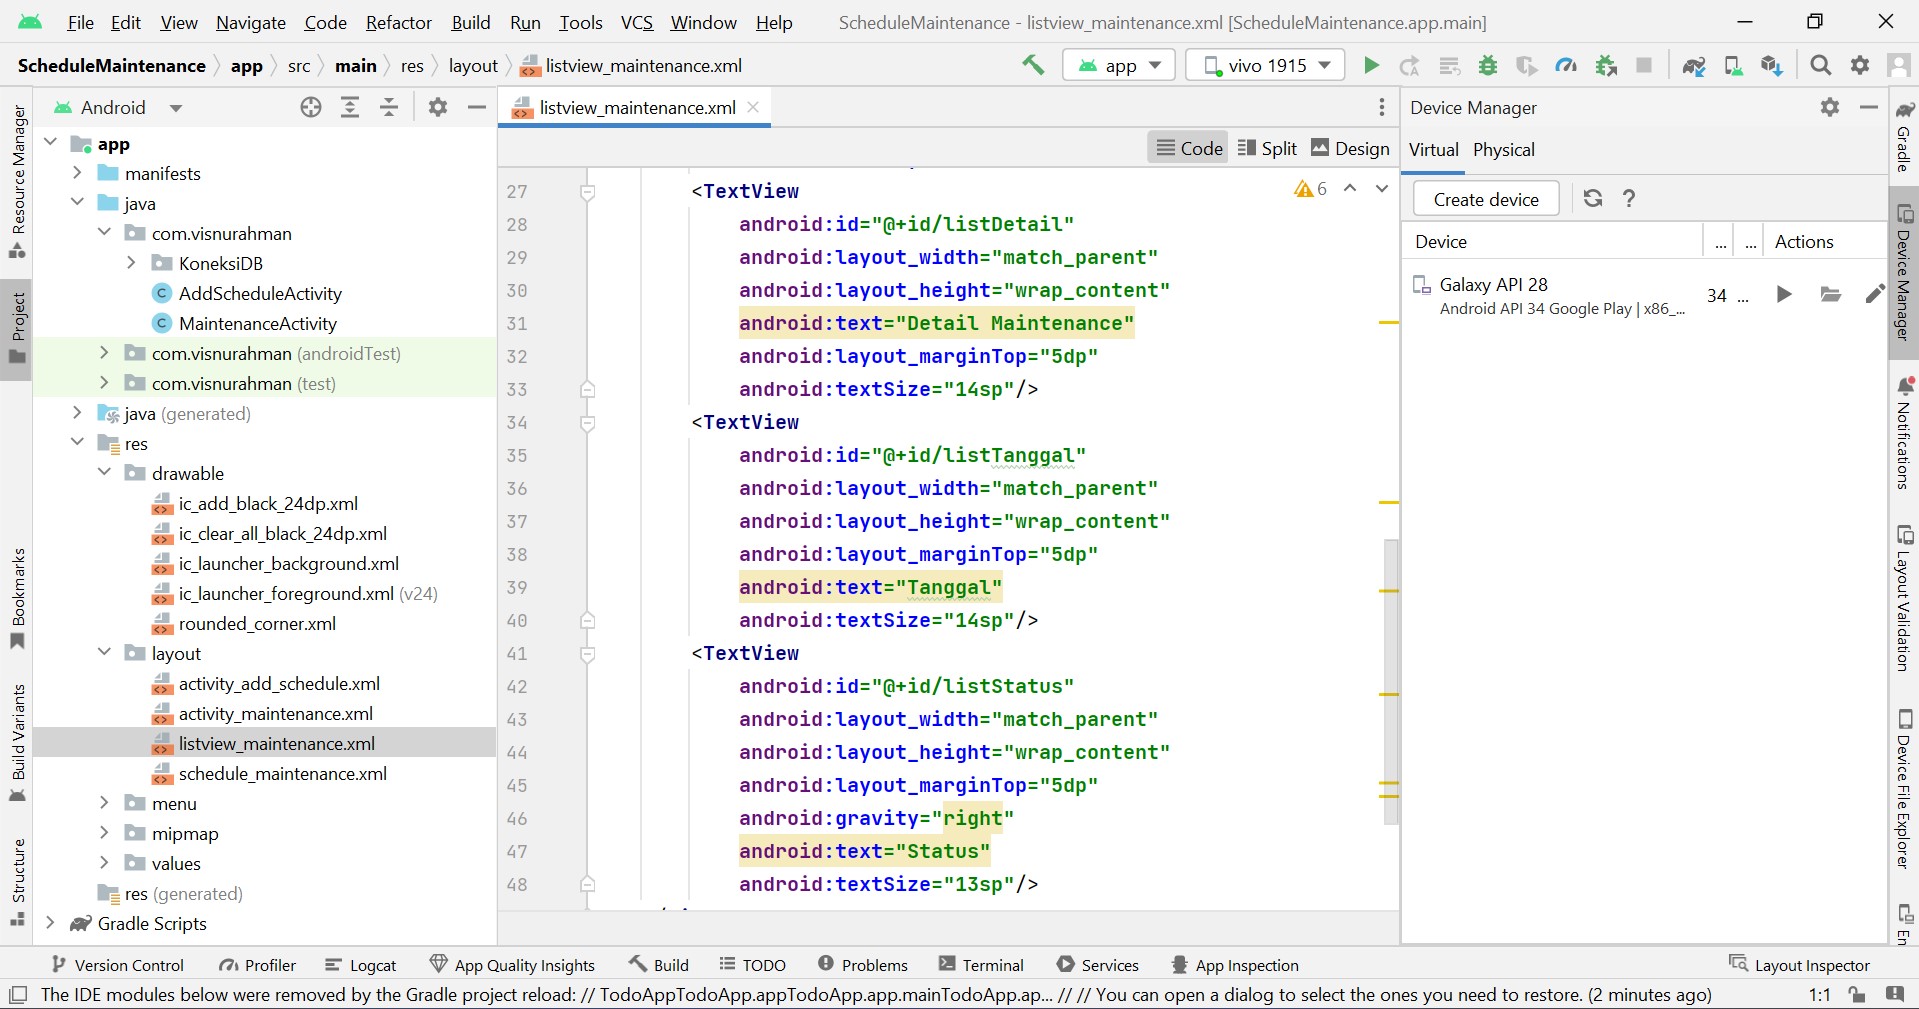 File Edit View Navigate Code Refactor Build Run Tools VCS Window Help ScheduleMaintenance - listview_maintenance.xml [ScheduleMaintenance.app.main]
ScheduleMaintenance app src main res layout listview_maintenance.xml app vivo 1915
Resource Manager
Project
Bookmarks
Build Variants
Structure
Android
app
manifests
java
com.visnurahman
KoneksiDB
AddScheduleActivity
MaintenanceActivity
com.visnurahman (androidTest)
com.visnurahman (test)
java (generated)
res
drawable
ic_add_black_24dp.xml
ic_clear_all_black_24dp.xml
ic_launcher_background.xml
ic_launcher_foreground.xml (v24)
rounded_corner.xml
layout
activity_add_schedule.xml
activity_maintenance.xml
listview_maintenance.xml
schedule_maintenance.xml
menu
mipmap
values
res (generated)
Gradle Scripts
listview_maintenance.xml
Code Split Design
6
27 <TextView
28 android:id="@+id/listDetail"
29 android:layout_width="match_parent"
30 android:layout_height="wrap_content"
31 android:text="Detail Maintenance"
32 android:layout_marginTop="5dp"
33 android:textSize="14sp"/>
34 <TextView
35 android:id="@+id/listTanggal"
36 android:layout_width="match_parent"
37 android:layout_height="wrap_content"
38 android:layout_marginTop="5dp"
39 android:text="Tanggal"
40 android:textSize="14sp"/>
41 <TextView
42 android:id="@+id/listStatus"
43 android:layout_width="match_parent"
44 android:layout_height="wrap_content"
45 android:layout_marginTop="5dp"
46 android:gravity="right"
47 android:text="Status"
48 android:textSize="13sp"/>
Device Manager
Virtual Physical
Create device ?
Device ... ... Actions
Galaxy API 28
Android API 34 Google Play | x86_...
34 ...
Gradle
Device Manager
Notifications
Layout Validation
Device File Explorer
Version Control Profiler Logcat App Quality Insights Build TODO Problems Terminal Services App Inspection Layout Inspector
The IDE modules below were removed by the Gradle project reload: // TodoAppTodoApp.appTodoApp.app.mainTodoApp.ap... // // You can open a dialog to select the ones you need to restore. (2 minutes ago) 1:1